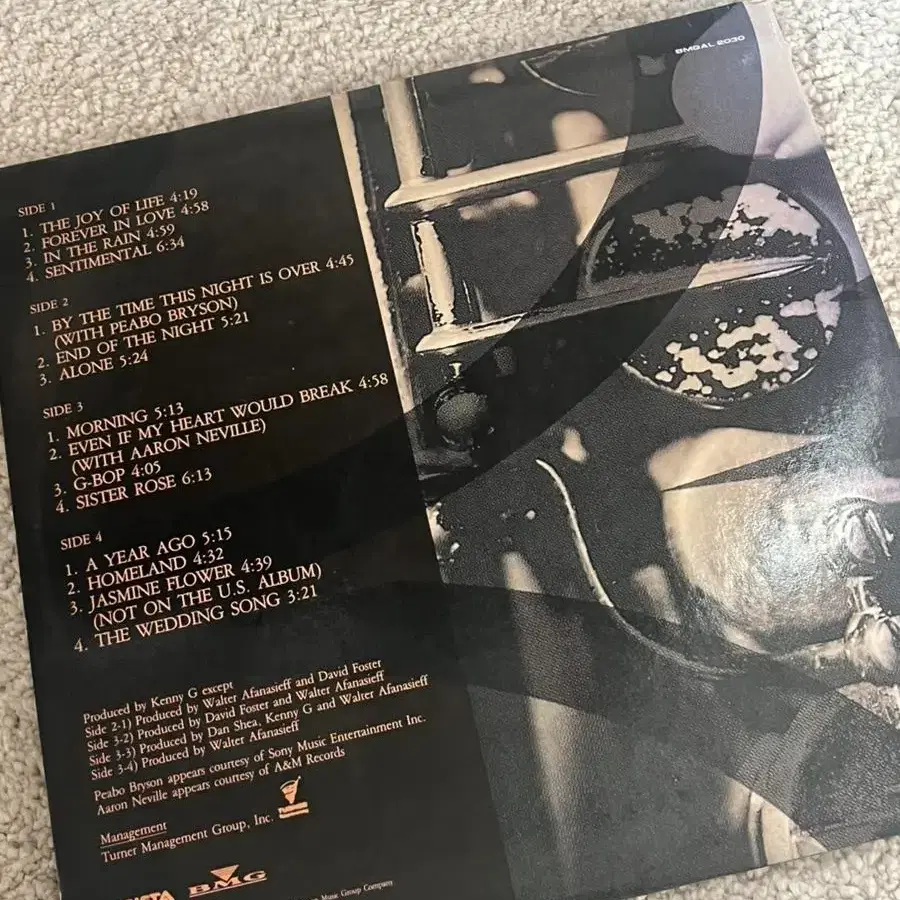 BMGAL 2030
SIDE 1
1. THE JOY OF LIFE 4:19
2. FOREVER IN LOVE 4:58
3. IN THE RAIN 4:59
4. SENTIMENTAL 6:34
SIDE 2
1. BY THE TIME THIS NIGHT IS OVER 4:45
(WITH PEABO BRYSON)
2. END OF THE NIGHT 5:21
3. ALONE 5:24
SIDE 3
1. MORNING 5:13
2. EVEN IF MY HEART WOULD BREAK 4:58
(WITH AARON NEVILLE)
3. G-BOP 4:05
4. SISTER ROSE 6:13
SIDE 4
1. A YEAR AGO 5:15
2. HOMELAND 4:32
3. JASMINE FLOWER 4:39
(NOT ON THE U.S. ALBUM)
4. THE WEDDING SONG 3:21
Produced by Kenny G except
Side 2-1) Produced by Walter Afanasieff and David Foster
Side 3-2) Produced by David Foster and Walter Afanasieff
Side 3-3) Produced by Dan Shea, Kenny G and Walter Afanasieff
Side 3-4) Produced by Walter Afanasieff
Peabo Bryson appears courtesy of Sony Music Entertainment Inc.
Aaron Neville appears courtesy of A&M Records
Management
Turner Management Group, Inc.
BMG
Music Group Company